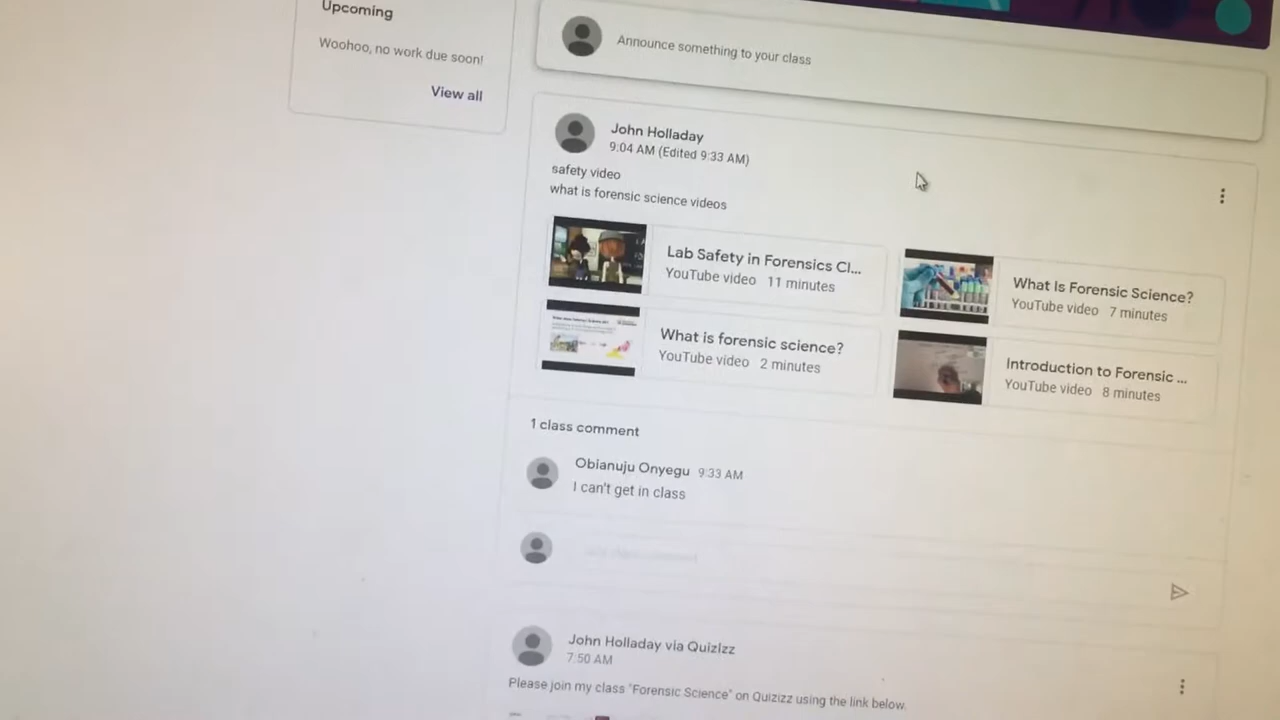 Upcoming
Woohoo, no work due soon!
View all
Announce something to your class
John Holladay
9:04 AM (Edited 9:33 AM)
safety video
what is forensic science videos
Lab Safety in Forensics Cl...
YouTube video 11 minutes
What Is Forensic Science?
YouTube video 7 minutes
What is forensic science?
YouTube video 2 minutes
Introduction to Forensic ...
YouTube video 8 minutes
1 class comment
Obianuju Onyegu 9:33 AM
I can't get in class
John Holladay via Quizizz
7:50 AM
Please join my class "Forensic Science" on Quizizz using the link below.